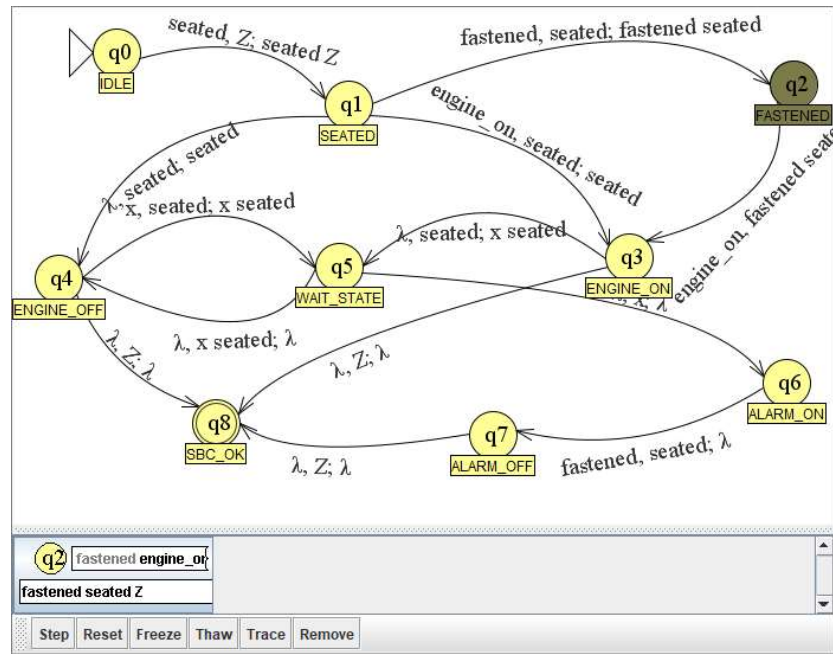 q0
IDLE
seated, Z; seated Z
q1
SEATED
fastened, seated; fastened seated
q2
FASTENED
engine_on, seated; seated
λ, seated; seated
x, seated; x seated
λ, seated; x seated
engine_on, fastened seated
q3
ENGINE_ON
q4
ENGINE_OFF
q5
WAIT_STATE
λ, x seated; λ
λ, Z; λ
λ, Z; λ
q6
ALARM_ON
q8
SBC_OK
q7
ALARM_OFF
λ, Z; λ
fastened, seated; λ
q2 fastened engine_on
fastened seated Z
Step Reset Freeze Thaw Trace Remove